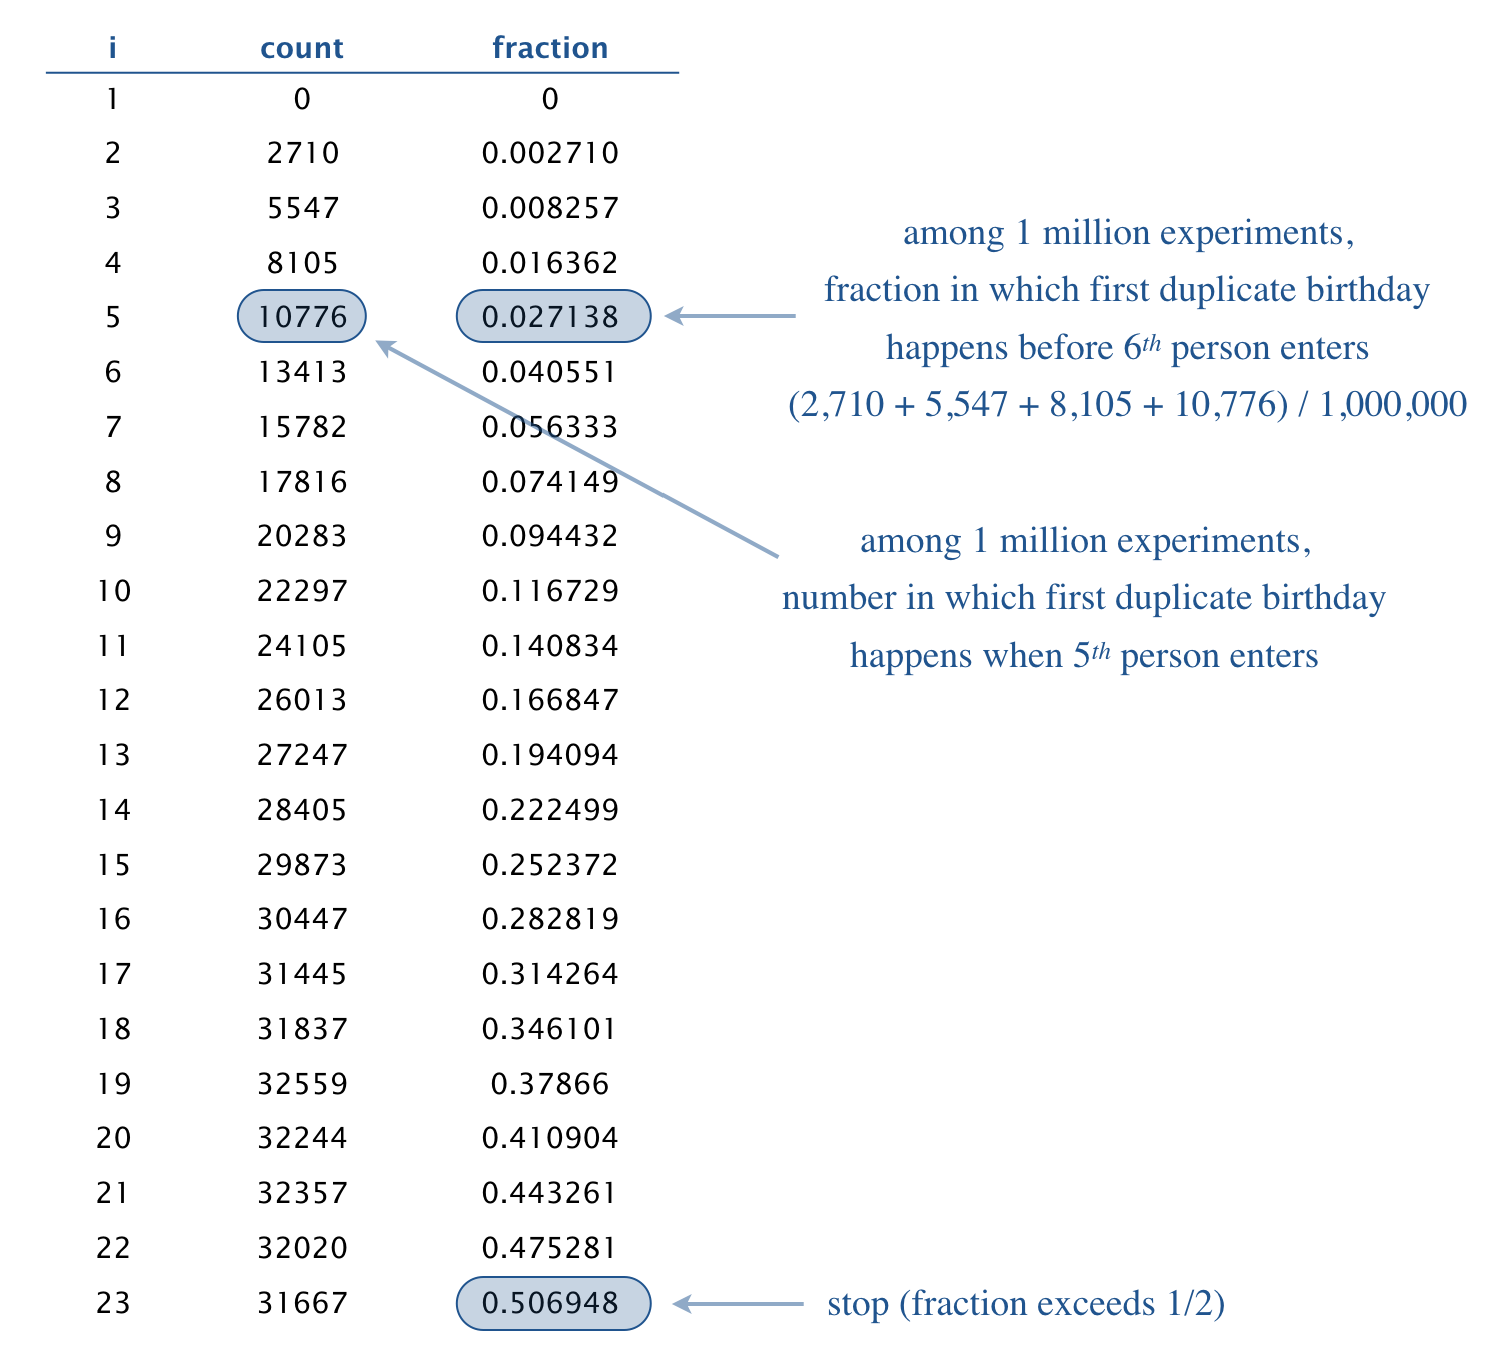 i count fraction
1 0 0
2 2710 0.002710
3 5547 0.008257
4 8105 0.016362
5 10776 0.027138
6 13413 0.040551
7 15782 0.056333
8 17816 0.074149
9 20283 0.094432
10 22297 0.116729
11 24105 0.140834
12 26013 0.166847
13 27247 0.194094
14 28405 0.222499
15 29873 0.252372
16 30447 0.282819
17 31445 0.314264
18 31837 0.346101
19 32559 0.37866
20 32244 0.410904
21 32357 0.443261
22 32020 0.475281
23 31667 0.506948
among 1 million experiments,
fraction in which first duplicate birthday
happens before 6th person enters
(2,710 + 5,547 + 8,105 + 10,776) / 1,000,000
among 1 million experiments,
number in which first duplicate birthday
happens when 5th person enters
stop (fraction exceeds 1/2)